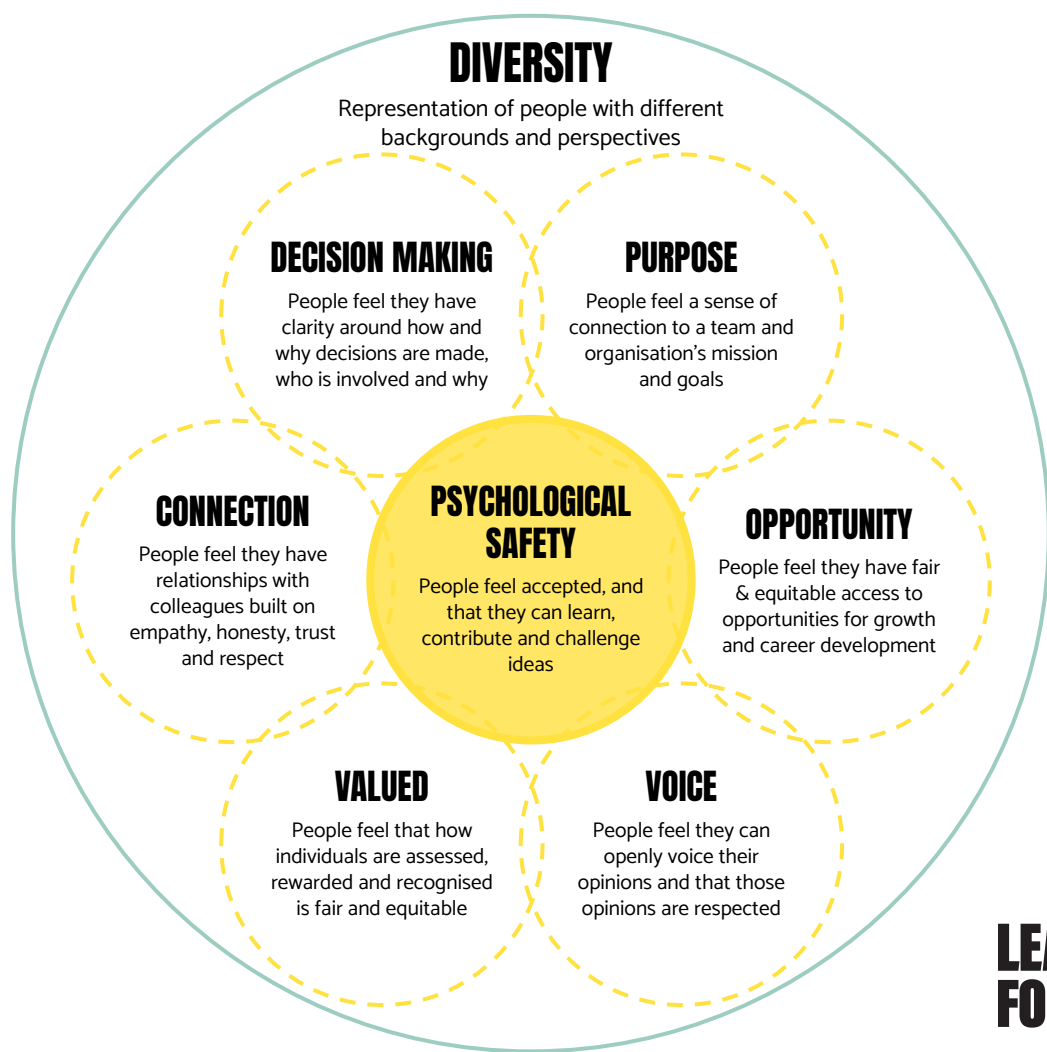 DIVERSITY
Representation of people with different
backgrounds and perspectives
DECISION MAKING
People feel they have
clarity around how and
why decisions are made,
who is involved and why
PURPOSE
People feel a sense of
connection to a team and
organisation's mission
and goals
CONNECTION
People feel they have
relationships with
colleagues built on
empathy, honesty, trust
and respect
PSYCHOLOGICAL
SAFETY
People feel accepted, and
that they can learn,
contribute and challenge
ideas
OPPORTUNITY
People feel they have fair
& equitable access to
opportunities for growth
and career development
VALUED
People feel that how
individuals are assessed,
rewarded and recognised
is fair and equitable
VOICE
People feel they can
openly voice their
opinions and that those
opinions are respected